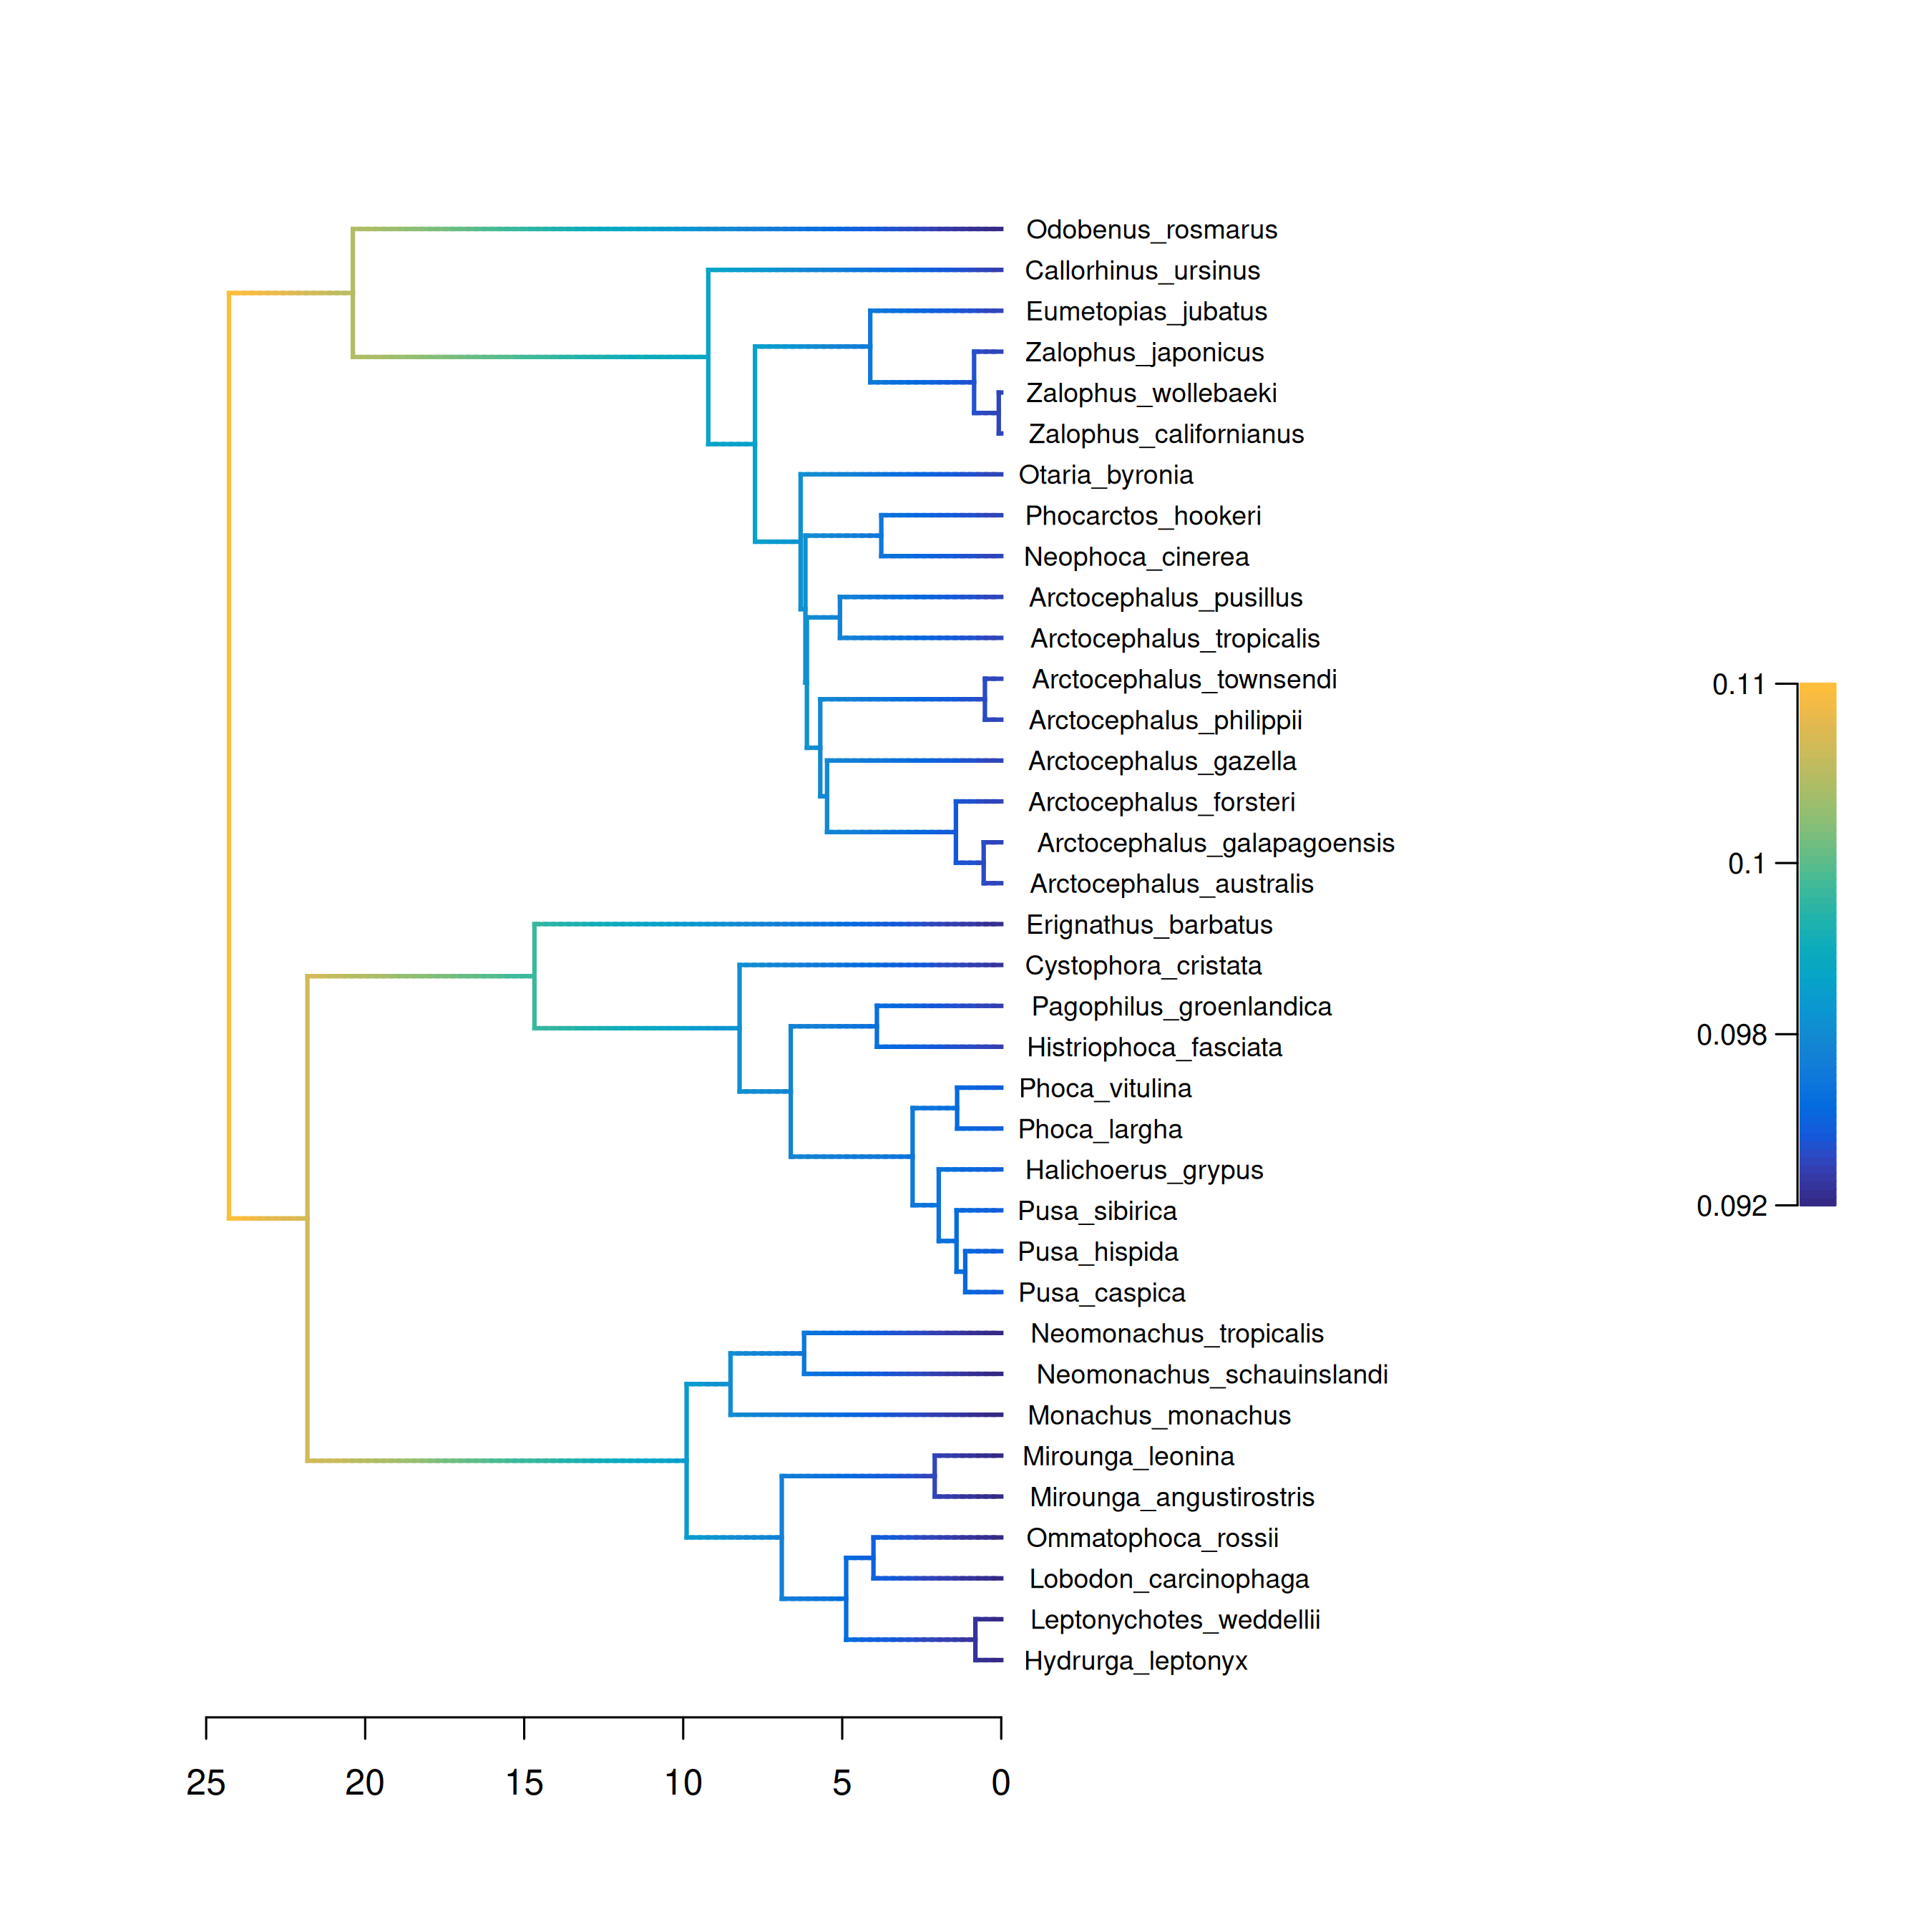 Odobenus_rosmarus
Callorhinus_ursinus
Eumetopias_jubatus
Zalophus_japonicus
Zalophus_wollebaeki
Zalophus_californianus
Otaria_byronia
Phocarctos_hookeri
Neophoca_cinerea
Arctocephalus_pusillus
Arctocephalus_tropicalis
Arctocephalus_townsendi
Arctocephalus_philippii
Arctocephalus_gazella
Arctocephalus_forsteri
Arctocephalus_galapagoensis
Arctocephalus_australis
Erignathus_barbatus
Cystophora_cristata
Pagophilus_groenlandica
Histriophoca_fasciata
Phoca_vitulina
Phoca_largha
Halichoerus_grypus
Pusa_sibirica
Pusa_hispida
Pusa_caspica
Neomonachus_tropicalis
Neomonachus_schauinslandi
Monachus_monachus
Mirounga_leonina
Mirounga_angustirostris
Ommatophoca_rossii
Lobodon_carcinophaga
Leptonychotes_weddellii
Hydrurga_leptonyx
25 20 15 10 5 0
0.11
0.1
0.098
0.092